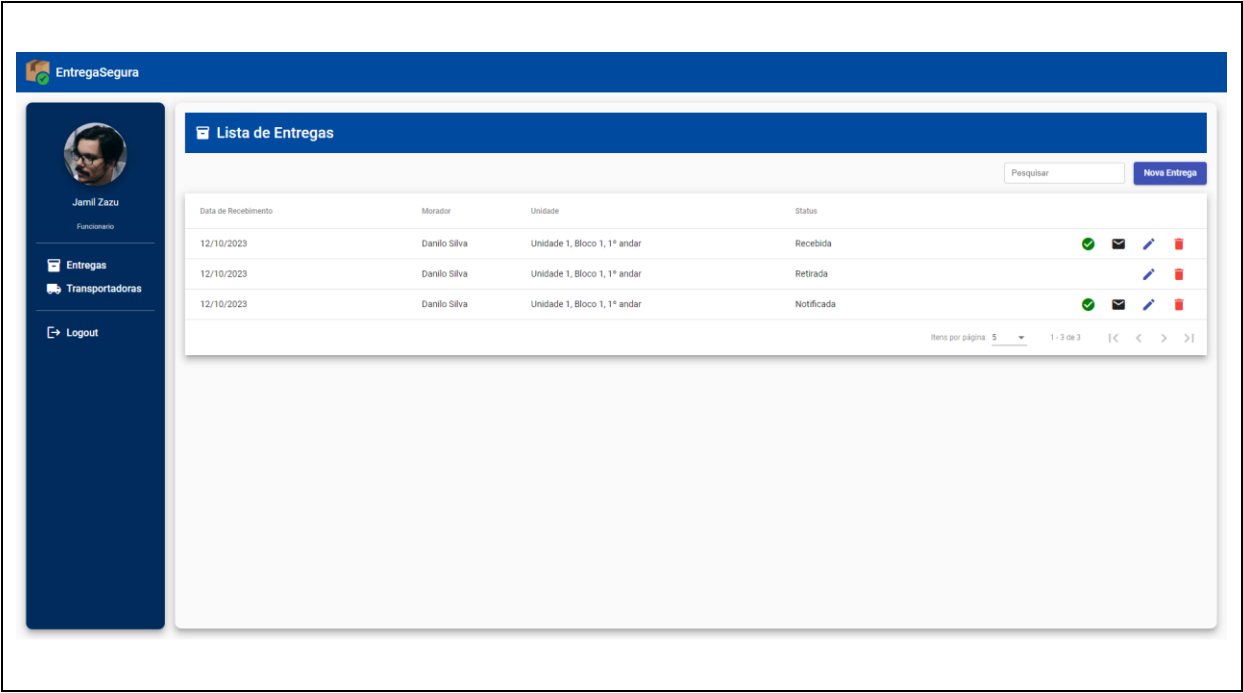 EntregaSegura
Jamil Zazu
Funcionario
Entregas
Transportadoras
Logout
Lista de Entregas
Pesquisar Nova Entrega
Data de Recebimento Morador Unidade Status
12/10/2023 Danilo Silva Unidade 1, Bloco 1, 1º andar Recebida
12/10/2023 Danilo Silva Unidade 1, Bloco 1, 1º andar Retirada
12/10/2023 Danilo Silva Unidade 1, Bloco 1, 1º andar Notificada
Itens por página: 5 1 - 3 de 3